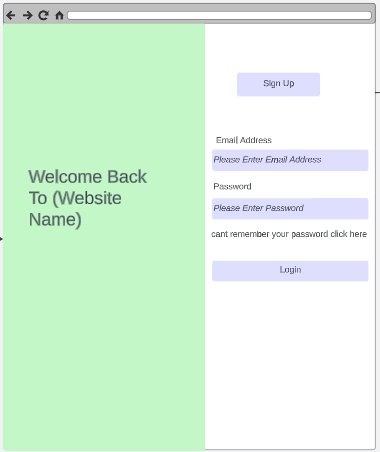 Sign Up
Welcome Back
To (Website
Name)
Email Address
Please Enter Email Address
Password
Please Enter Password
cant remember your password click here
Login